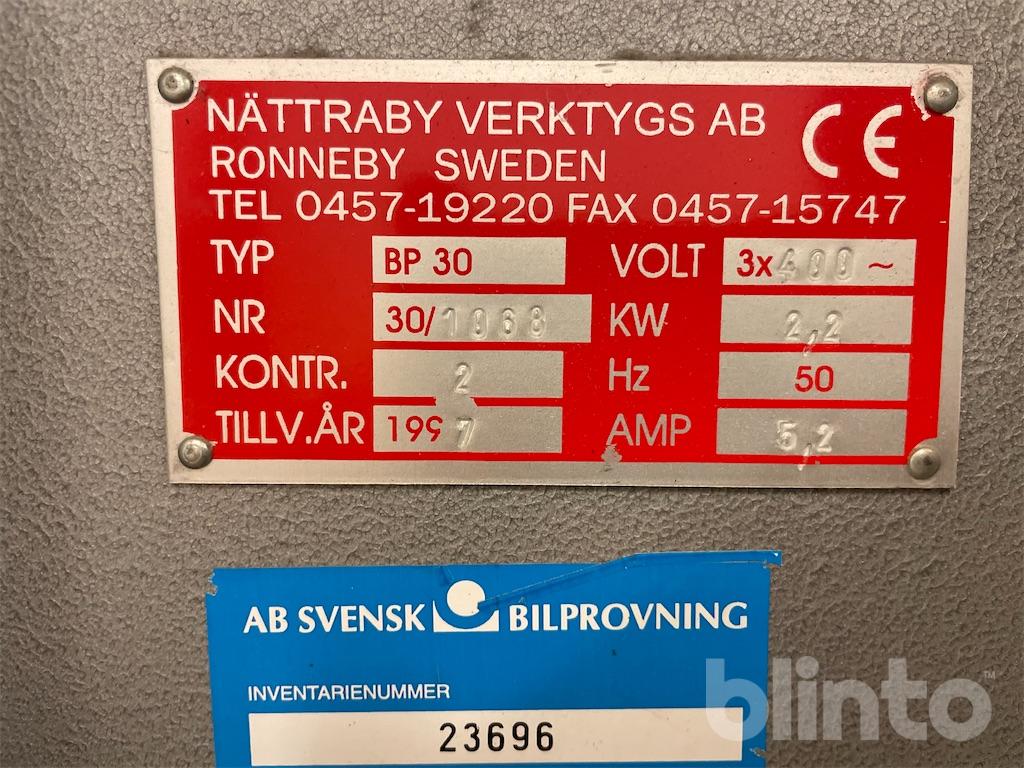 NÄTTRABY VERKTYGS AB CE
RONNEBY SWEDEN
TEL 0457-19220 FAX 0457-15747
TYP BP 30 VOLT 3x400~
NR 30/1068 KW 2,2
KONTR. 2 Hz 50
TILLV.ÅR 1997 AMP 5,2
AB SVENSK BILPROVNING
INVENTARIENUMMER
23696
blinto™